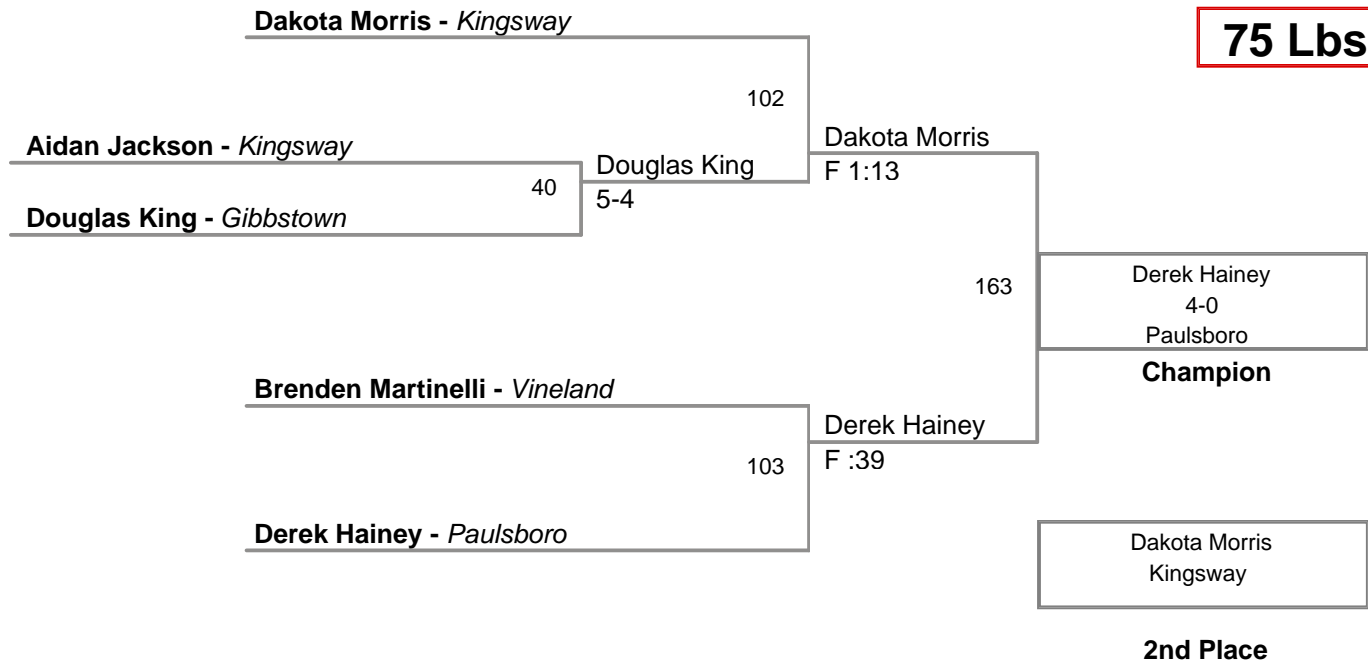 Dakota Morris - Kingsway
75 Lbs
102
Aidan Jackson - Kingsway
Dakota Morris
F 1:13
Douglas King
5-4
40
Douglas King - Gibbstown
163
Derek Hainey
4-0
Paulsboro
Champion
Brenden Martinelli - Vineland
Derek Hainey
F :39
103
Derek Hainey - Paulsboro
Dakota Morris
Kingsway
2nd Place